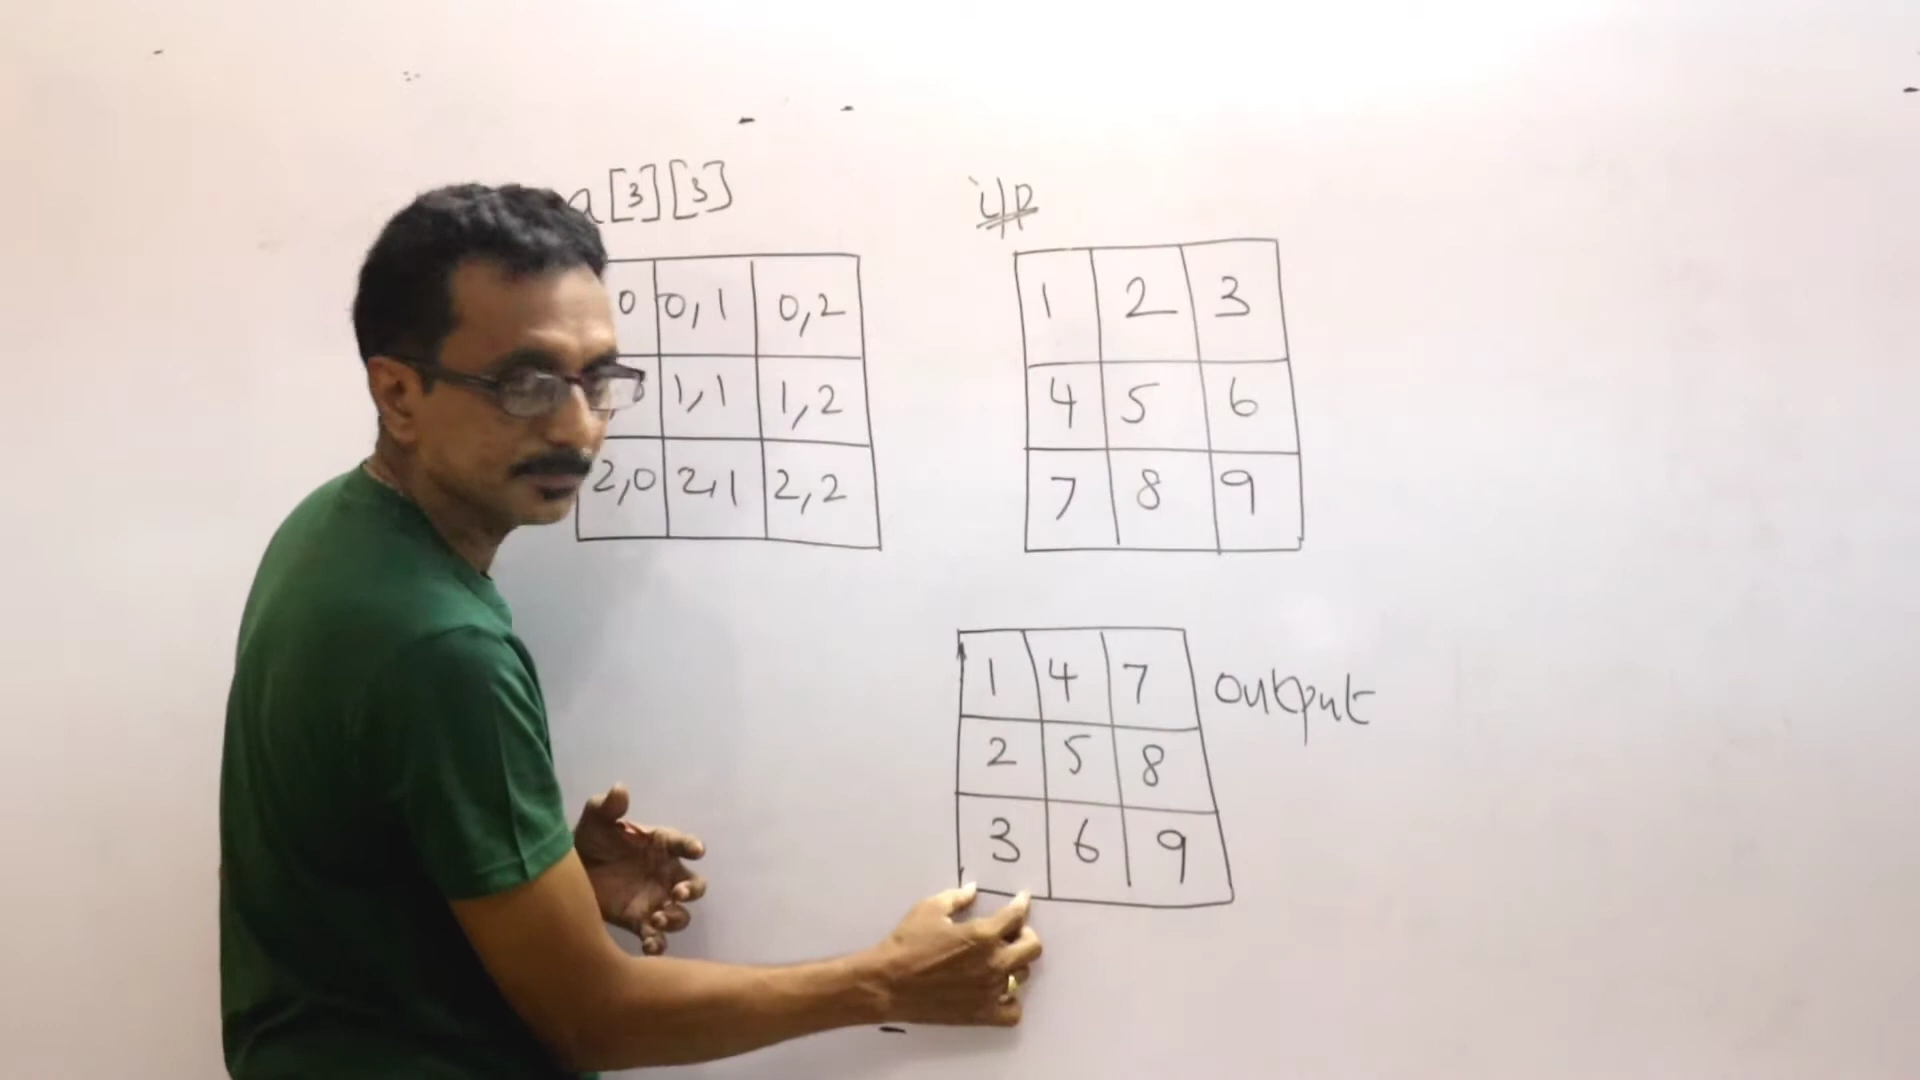 a[3][3]
0 0,1 0,2
1,1 1,2
2,0 2,1 2,2
i/p
1 2 3
4 5 6
7 8 9
1 4 7 output
2 5 8
3 6 9